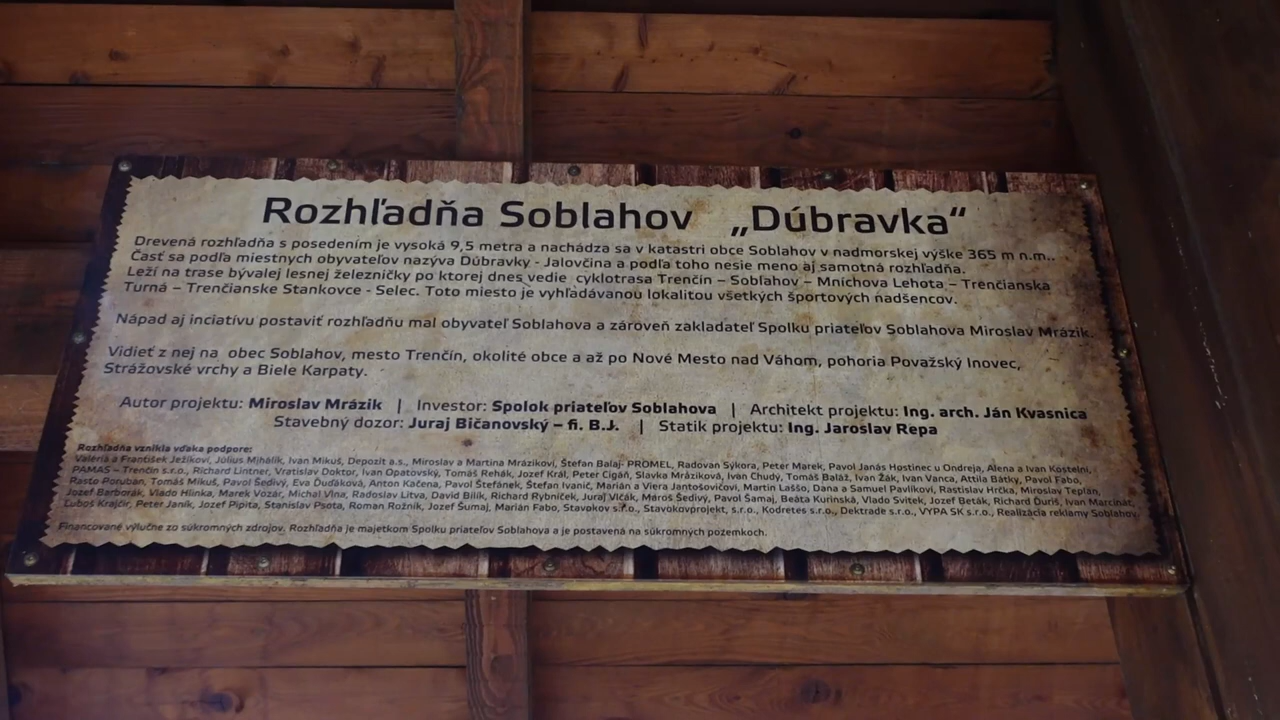 Rozhľadňa Soblahov „Dúbravka“
Drevená rozhľadňa s posedením je vysoká 9,5 metra a nachádza sa v katastri obce Soblahov v nadmorskej výške 365 m n.m..
Časť sa podľa miestnych obyvateľov nazýva Dúbravky - Jalovčina a podľa toho nesie meno aj samotná rozhľadňa.
Leží na trase bývalej lesnej železničky po ktorej dnes vedie cyklotrasa Trenčín – Soblahov – Mníchova Lehota – Trenčianska
Turná – Trenčianske Stankovce - Selec. Toto miesto je vyhľadávanou lokalitou všetkých športových nadšencov.
Nápad aj inciatívu postaviť rozhľadňu mal obyvateľ Soblahova a zároveň zakladateľ Spolku priateľov Soblahova Miroslav Mrázik.
Vidieť z nej na obec Soblahov, mesto Trenčín, okolité obce a až po Nové Mesto nad Váhom, pohoria Považský Inovec,
Strážovské vrchy a Biele Karpaty.
Autor projektu: Miroslav Mrázik | Investor: Spolok priateľov Soblahova | Architekt projektu: Ing. arch. Ján Kvasnica
Stavebný dozor: Juraj Bičanovský – fi. B.J. | Statik projektu: Ing. Jaroslav Repa
Rozhľadňa vznikla vďaka podpore:
Valéria a František Ježikovi, Július Mihálik, Ivan Mikuš, Depozit a.s., Miroslav a Martina Mrázikovi, Štefan Balaj- PROMEL, Radovan Sýkora, Peter Marek, Pavol Janás Hostinec u Ondreja, Alena a Ivan Kostelní,
PAMAS – Trenčín s.r.o., Richard Lintner, Vratislav Doktor, Ivan Opatovský, Tomáš Rehák, Jozef Kráľ, Peter Cigáň, Slávka Mráziková, Ivan Chudý, Tomáš Baláž, Ivan Žák, Ivan Vanca, Attila Bátky, Pavol Fabo,
Rasťo Poruban, Tomáš Mikuš, Pavol Šedivý, Eva Ďuďáková, Anton Kačena, Pavol Štefánek, Štefan Ivanič, Marián a Viera Jantošovičovi, Martin Laššo, Dana a Samuel Pavlíkovi, Rastislav Hrčka, Miroslav Teplan,
Jozef Barborák, Vlado Hlinka, Marek Vozár, Michal Vlna, Radoslav Litva, David Bilík, Richard Rybníček, Juraj Vlčák, Maroš Šedivý, Pavol Šamaj, Beáta Kurinská, Vlado Svitek, Jozef Beták, Richard Ďuriš, Ivan Marcinát,
Ľuboš Krajčír, Peter Janík, Jozef Pipíta, Stanislav Psota, Roman Rožník, Jozef Šumaj, Marián Fabo, Stavokov s.r.o., Stavokovprojekt, s.r.o., Kodretes s.r.o., Dektrade s.r.o., VYPA SK s.r.o., Realizácia reklamy Soblahov.
Financované výlučne zo súkromných zdrojov. Rozhľadňa je majetkom Spolku priateľov Soblahova a je postavená na súkromných pozemkoch.